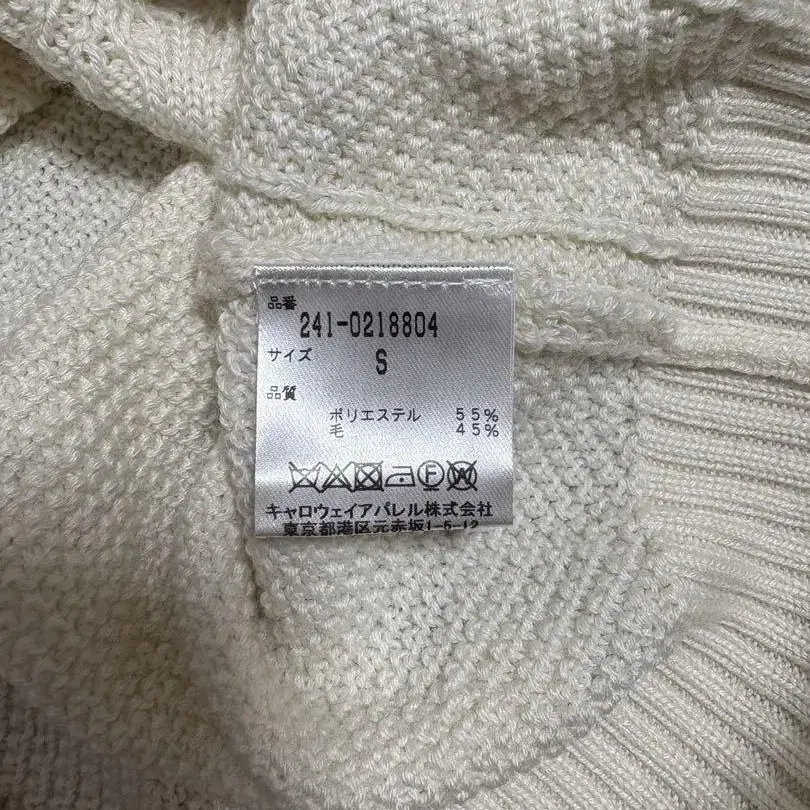 品番
241-0218804
サイズ S
品質
ポリエステル 55%
毛 45%
キャロウェイアパレル株式会社
東京都港区元赤坂1-5-12